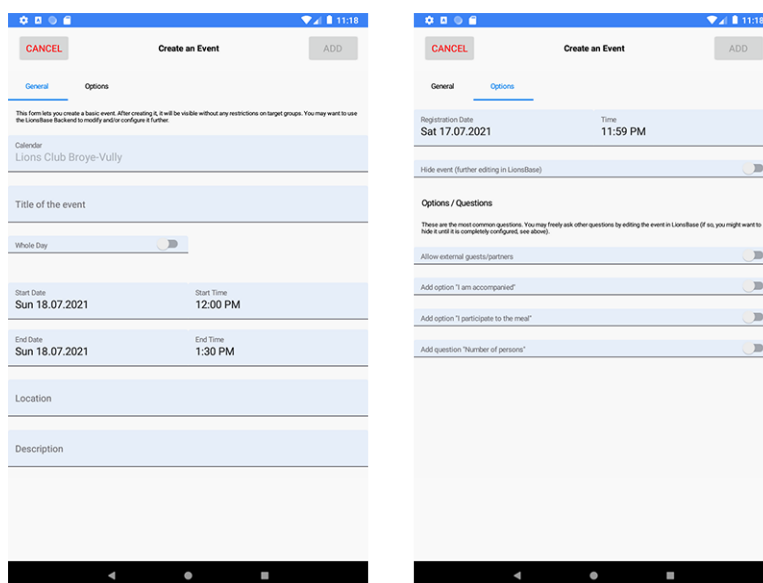 11:18
CANCEL Create an Event ADD
General Options
This form lets you create a basic event. After creating it, it will be visible without any restrictions on target groups. You may want to use
the LionsBase Backend to modify and/or configure it further.
Calendar
Lions Club Broye-Vully
Title of the event
Whole Day
Start Date Start Time
Sun 18.07.2021 12:00 PM
End Date End Time
Sun 18.07.2021 1:30 PM
Location
Description
11:18
CANCEL Create an Event ADD
General Options
Registration Date Time
Sat 17.07.2021 11:59 PM
Hide event (further editing in LionsBase)
Options / Questions
These are the most common questions. You may freely ask other questions by editing the event in LionsBase (if so, you might want to
hide it until it is completely configured, see above).
Allow external guests/partners
Add option "I am accompanied"
Add option "I participate to the meal"
Add question "Number of persons"